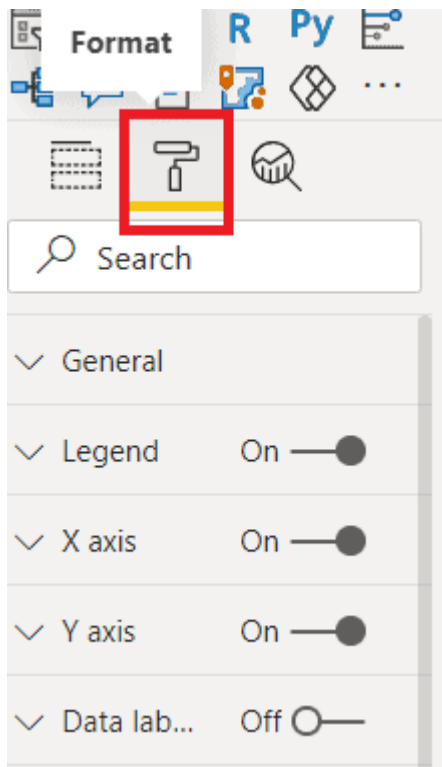 R Py
Format
...
Search
General
Legend On
X axis On
Y axis On
Data lab... Off